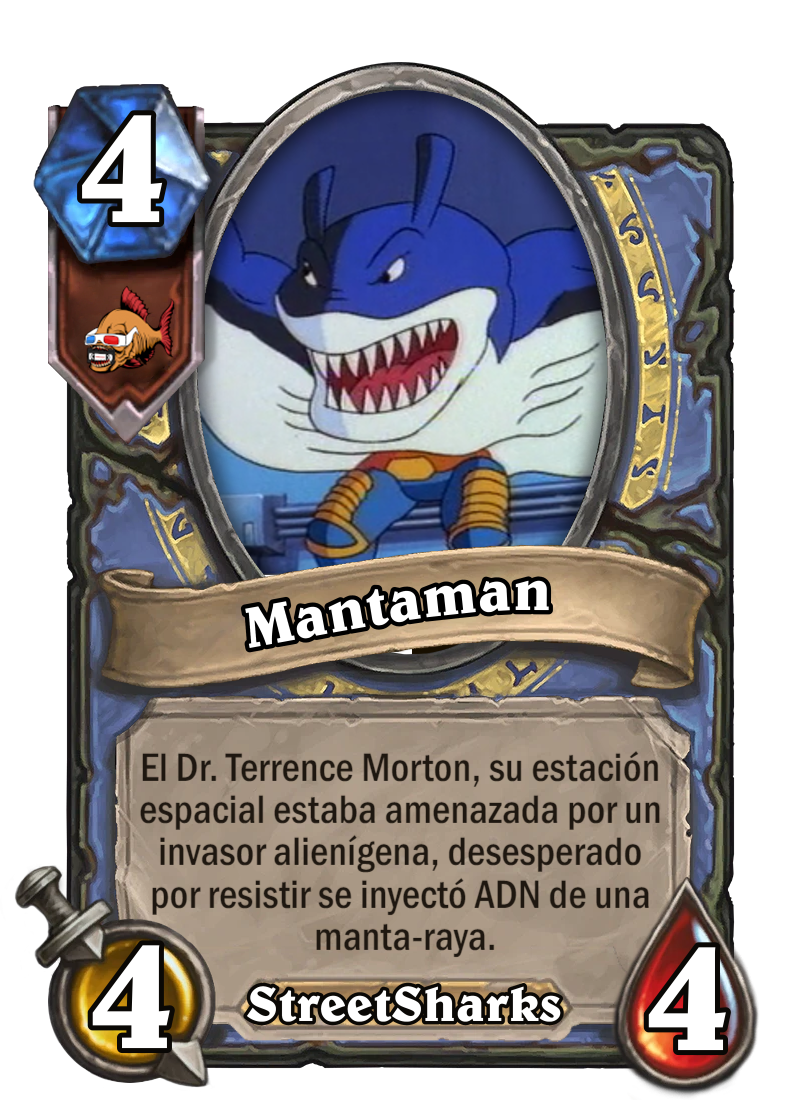 4
Mantaman
El Dr. Terrence Morton, su estación
espacial estaba amenazada por un
invasor alienígena, desesperado
por resistir se inyectó ADN de una
manta-raya.
4
StreetSharks
4